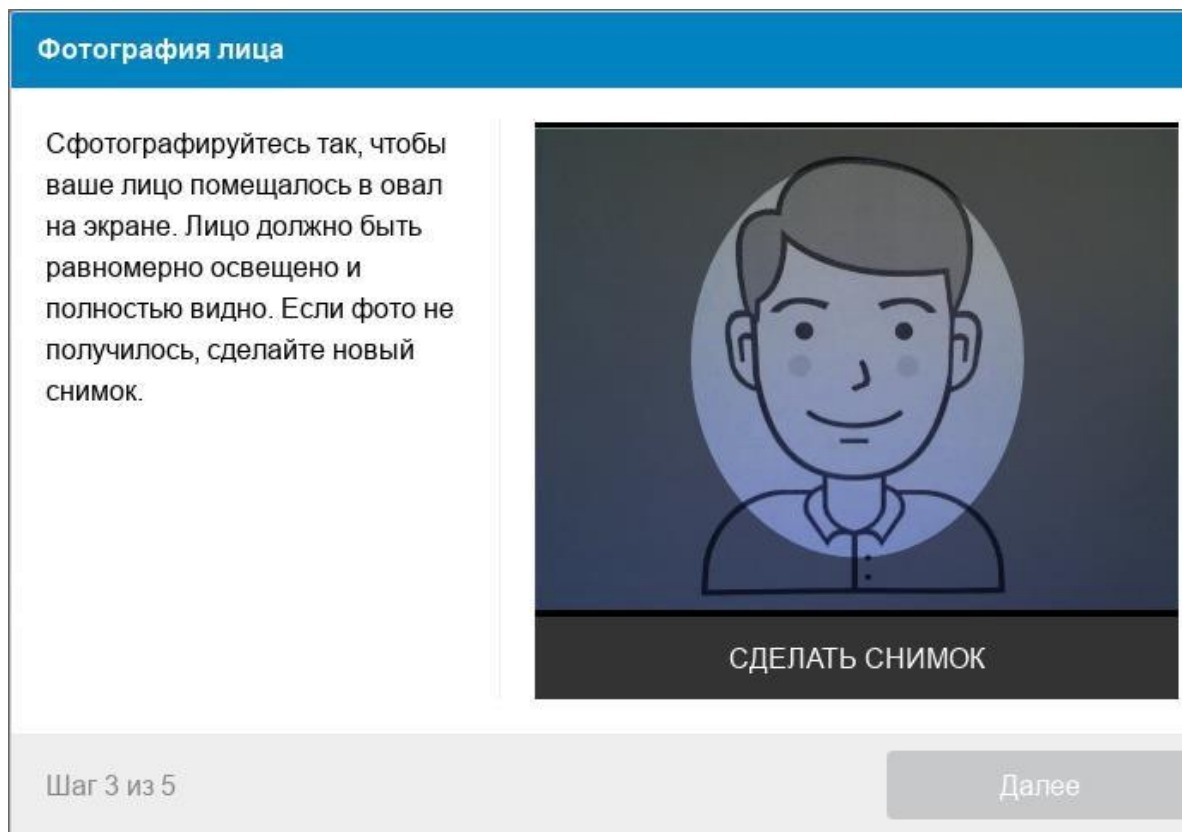 Фотография лица
Сфотографируйтесь так, чтобы
ваше лицо помещалось в овал
на экране. Лицо должно быть
равномерно освещено и
полностью видно. Если фото не
получилось, сделайте новый
снимок.
СДЕЛАТЬ СНИМОК
Шаг 3 из 5
Далее